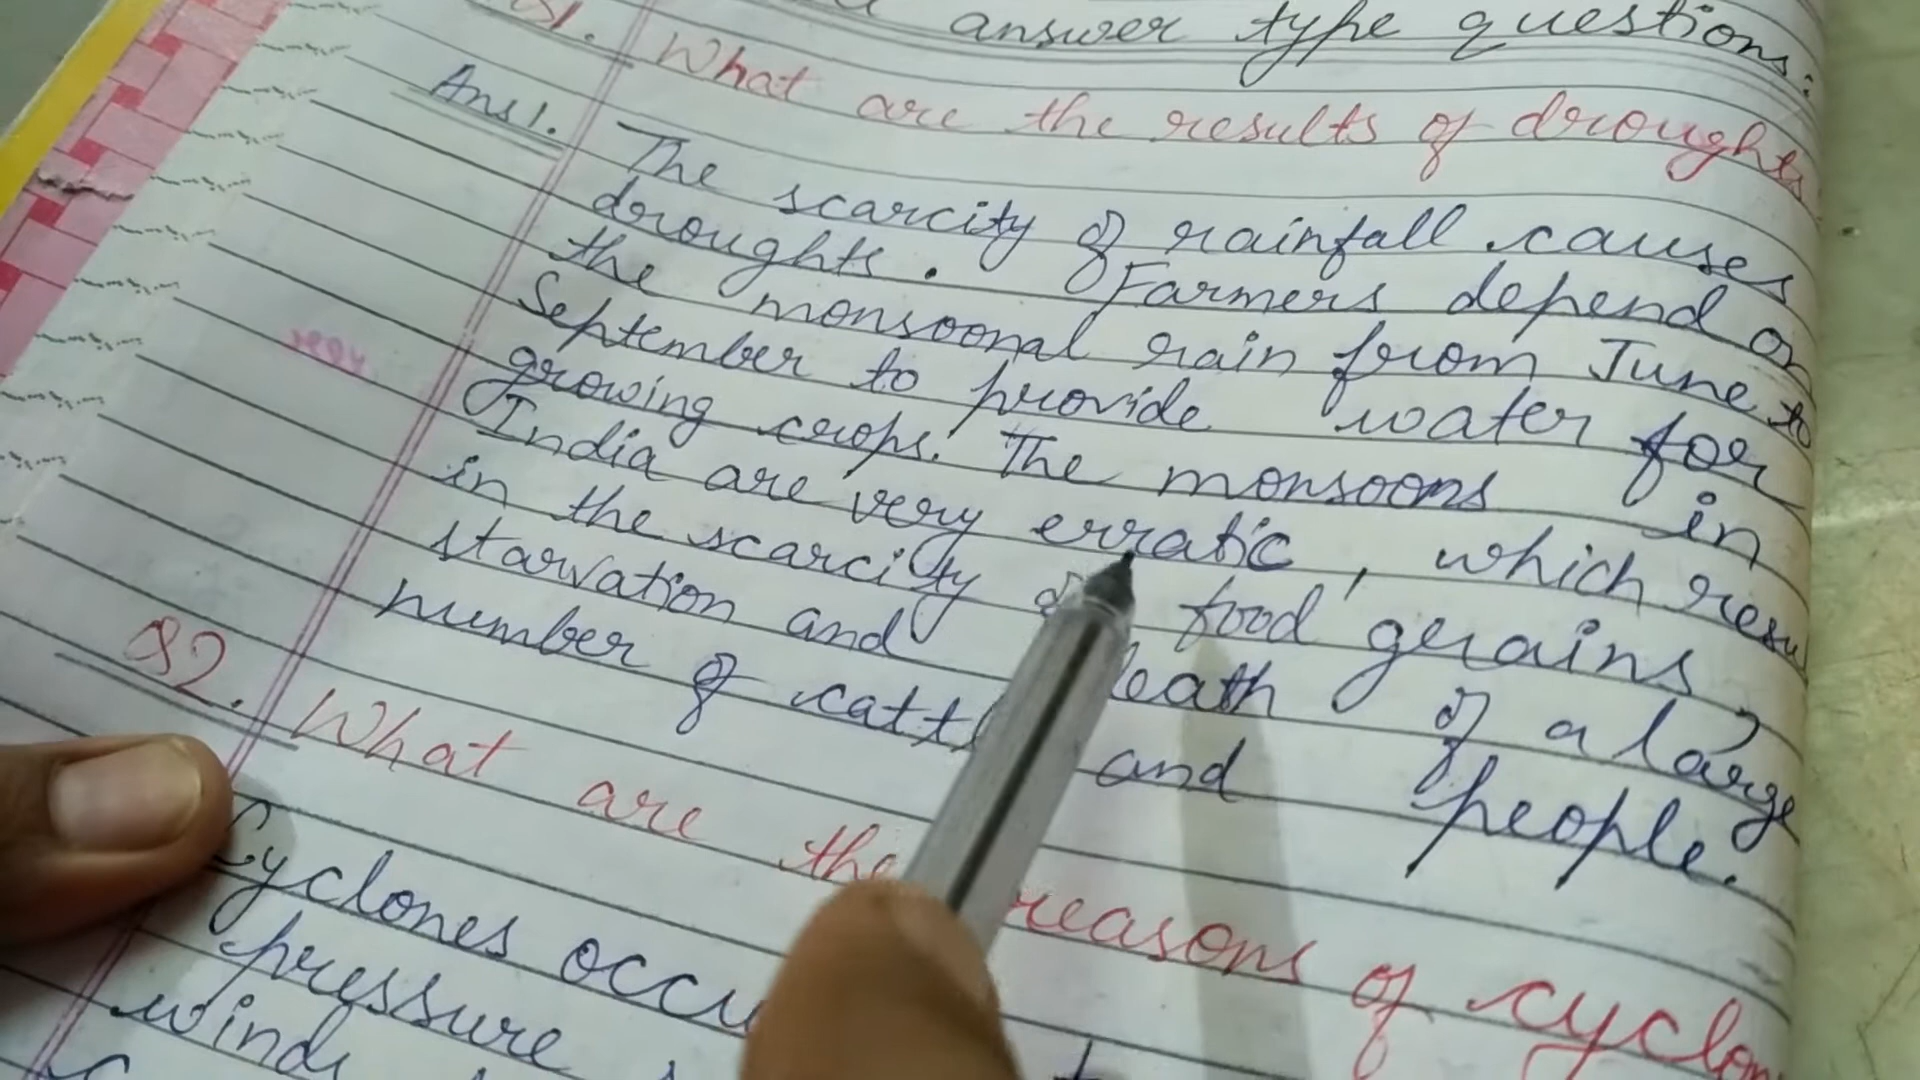 answer type questions:
Q1. What are the results of droughts
Ans1. The scarcity of rainfall causes
droughts. Farmers depend on
the monsoonal rain from June to
September to provide water for
growing crops. The monsoons in
India are very erratic, which resu
in the scarcity of food grains,
starvation and death of a large
number of cattle and people.
Q2. What are the reasons of cyclon
Cyclones occu
pressure
winds